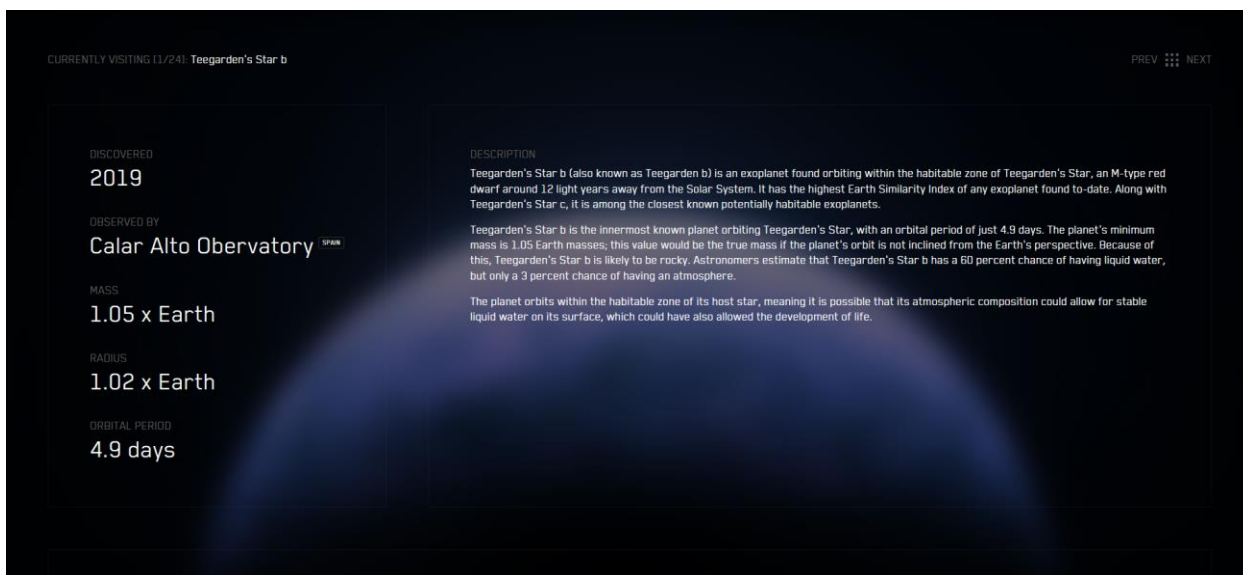 CURRENTLY VISITING [1/24]: Teegarden's Star b
PREV NEXT
DISCOVERED
2019
OBSERVED BY
Calar Alto Obervatory SPAIN
MASS
1.05 x Earth
RADIUS
1.02 x Earth
ORBITAL PERIOD
4.9 days
DESCRIPTION
Teegarden's Star b (also known as Teegarden b) is an exoplanet found orbiting within the habitable zone of Teegarden's Star, an M-type red
dwarf around 12 light years away from the Solar System. It has the highest Earth Similarity Index of any exoplanet found to-date. Along with
Teegarden's Star c, it is among the closest known potentially habitable exoplanets.
Teegarden's Star b is the innermost known planet orbiting Teegarden's Star, with an orbital period of just 4.9 days. The planet's minimum
mass is 1.05 Earth masses; this value would be the true mass if the planet's orbit is not inclined from the Earth's perspective. Because of
this, Teegarden's Star b is likely to be rocky. Astronomers estimate that Teegarden's Star b has a 60 percent chance of having liquid water,
but only a 3 percent chance of having an atmosphere.
The planet orbits within the habitable zone of its host star, meaning it is possible that its atmospheric composition could allow for stable
liquid water on its surface, which could have also allowed the development of life.